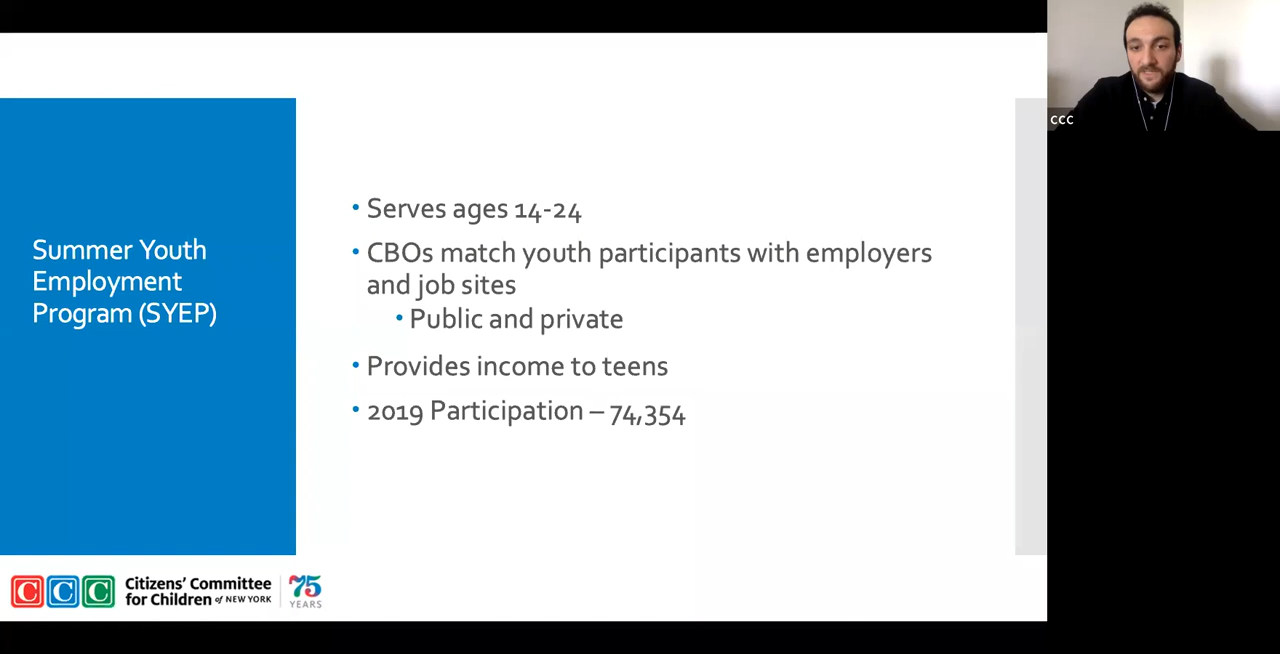 Summer Youth
Employment
Program (SYEP)
• Serves ages 14-24
• CBOs match youth participants with employers
and job sites
• Public and private
• Provides income to teens
• 2019 Participation – 74,354
C C C
Citizens' Committee
for Children of NEW YORK
75
YEARS
ccc